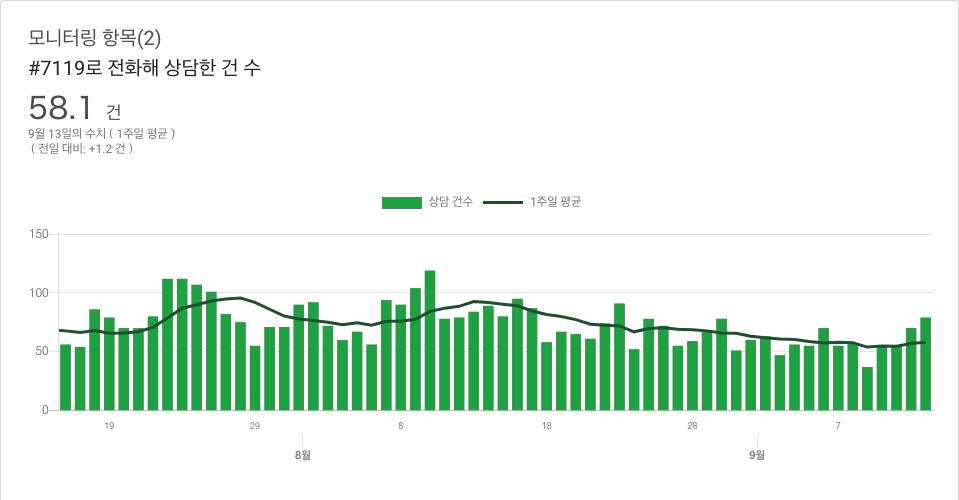 모니터링 항목(2)
#7119로 전화해 상담한 건 수
58.1 건
9월 13일의 수치 ( 1주일 평균 )
( 전일 대비: +1.2 건 )
상담 건수 1주일 평균
150
100
50
0
19 29 8 18 28 7
8월 9월